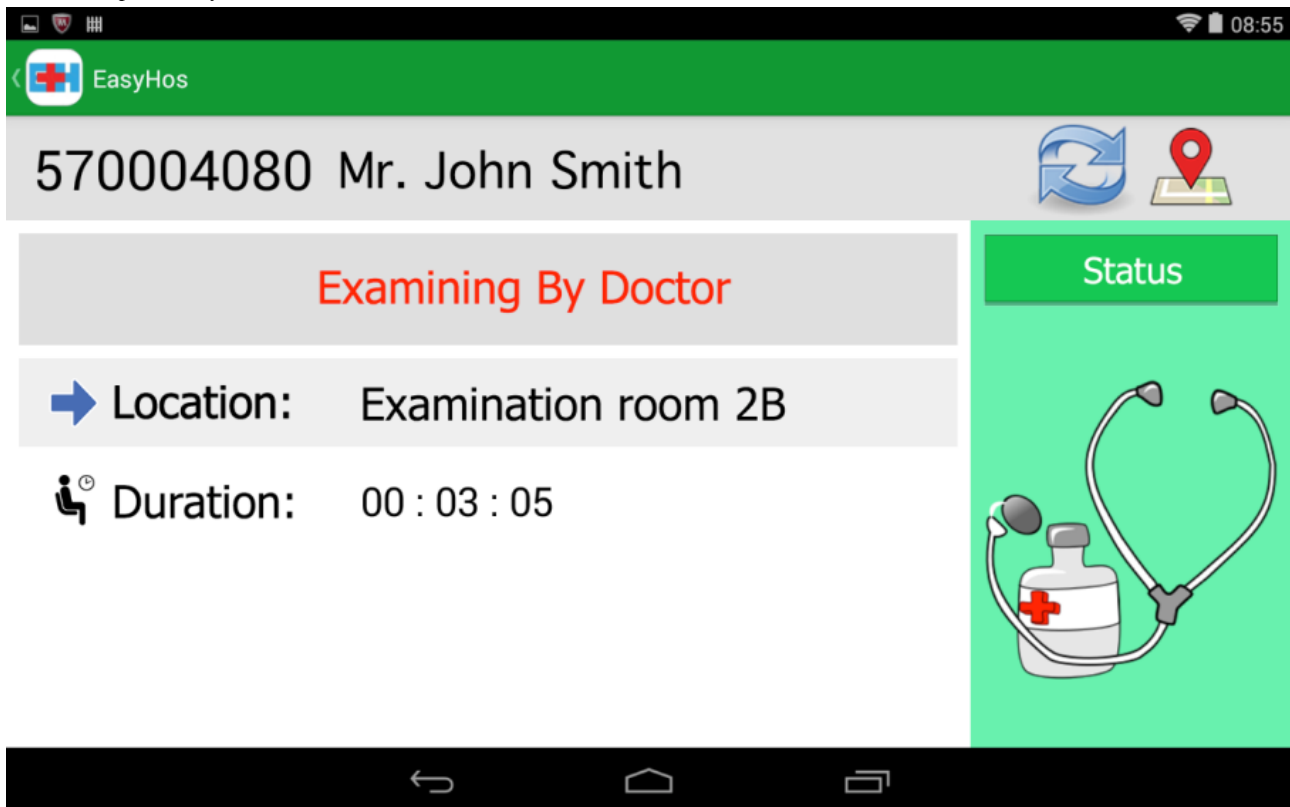 08:55
EasyHos
570004080 Mr. John Smith
Examining By Doctor
Status
Location: Examination room 2B
Duration: 00 : 03 : 05